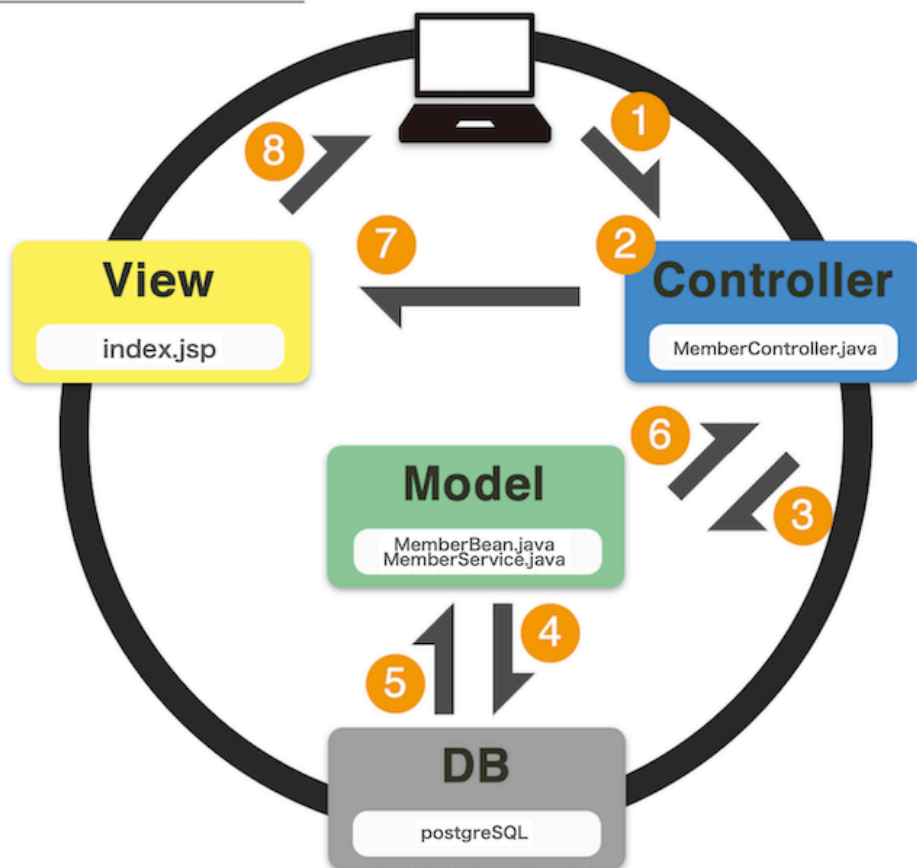 1
8
7
2
View
Controller
index.jsp
MemberController.java
6
Model
3
MemberBean.java
MemberService.java
4
5
DB
postgreSQL